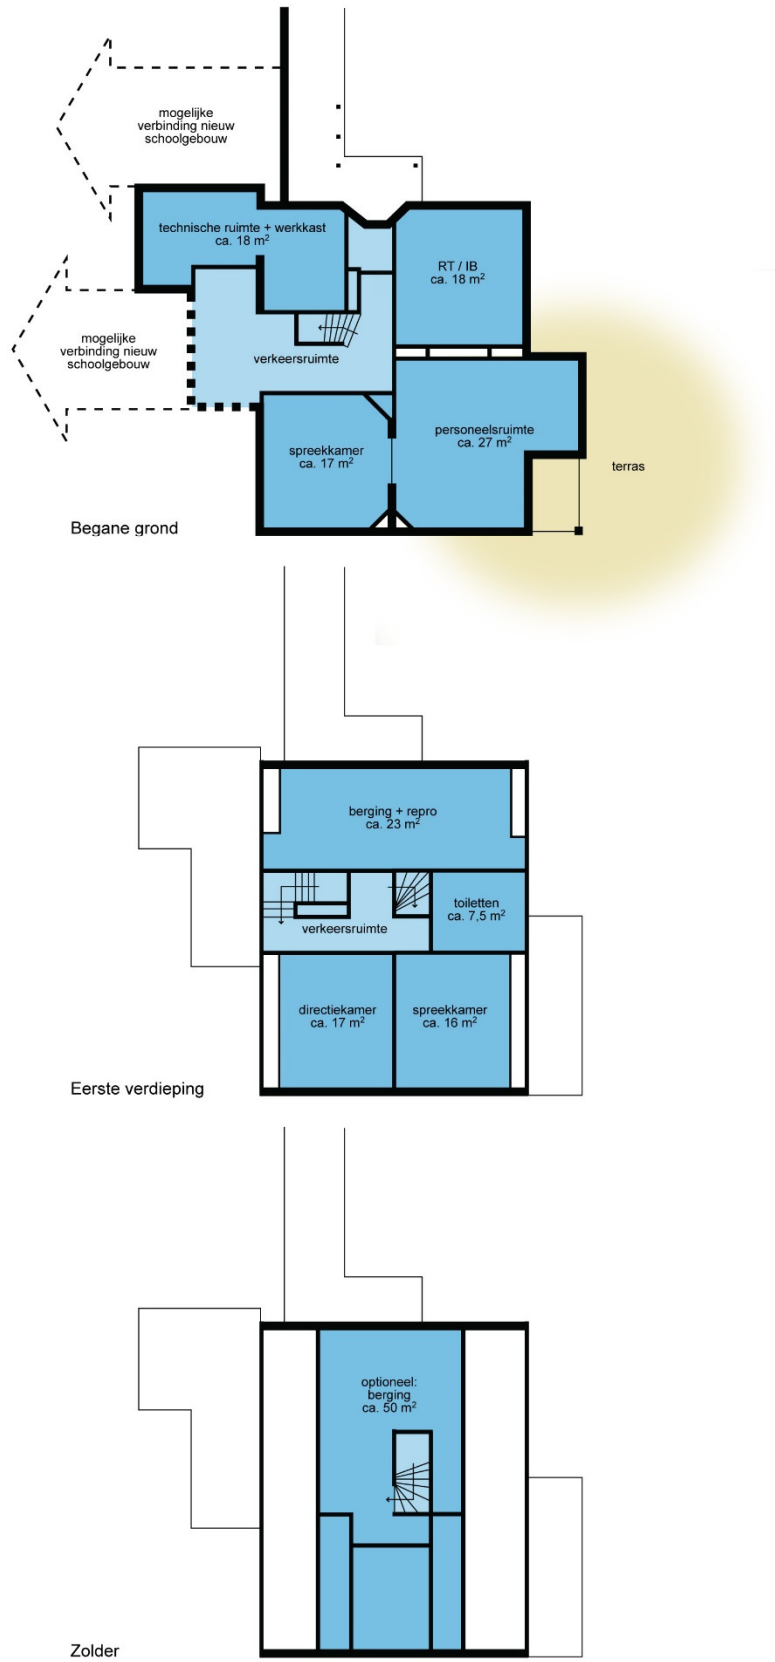 mogelijke
verbinding nieuw
schoolgebouw
technische ruimte + werkkast
ca. 18 m²
RT / IB
ca. 18 m²
mogelijke
verbinding nieuw
schoolgebouw
verkeersruimte
personeelsruimte
ca. 27 m²
spreekkamer
ca. 17 m²
terras
Begane grond
berging + repro
ca. 23 m²
toiletten
ca. 7,5 m²
verkeersruimte
directiekamer
ca. 17 m²
spreekkamer
ca. 16 m²
Eerste verdieping
optioneel:
berging
ca. 50 m²
Zolder